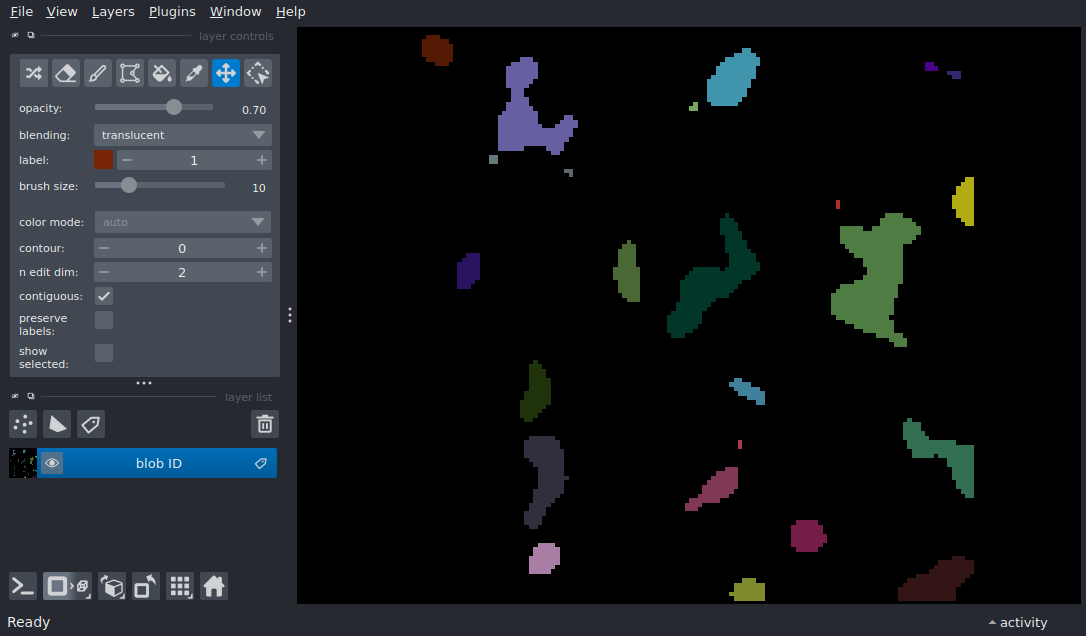 File View Layers Plugins Window Help
layer controls
opacity: 0.70
blending: translucent
label: 1
brush size: 10
color mode: auto
contour: 0
n edit dim: 2
contiguous:
preserve
labels:
show
selected:
layer list
blob ID
Ready activity